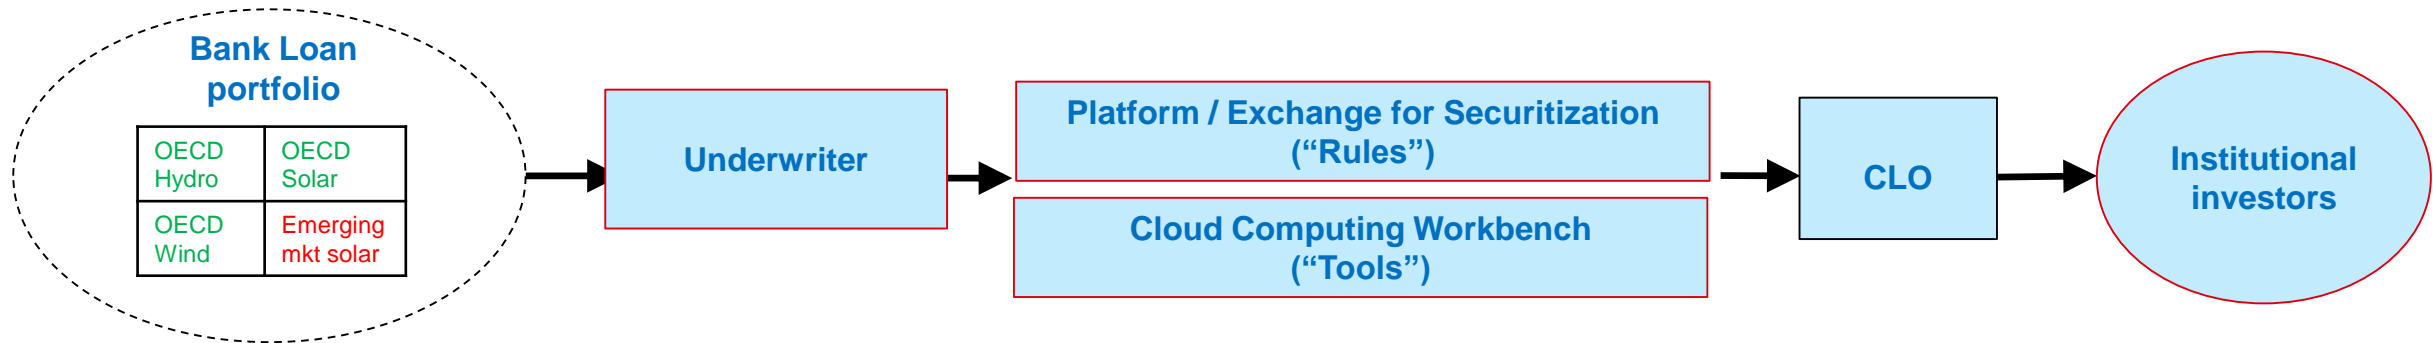 Bank Loan
portfolio
OECD
Hydro
OECD
Solar
OECD
Wind
Emerging
mkt solar
Underwriter
Platform / Exchange for Securitization
(“Rules”)
Cloud Computing Workbench
(“Tools”)
CLO
Institutional
investors